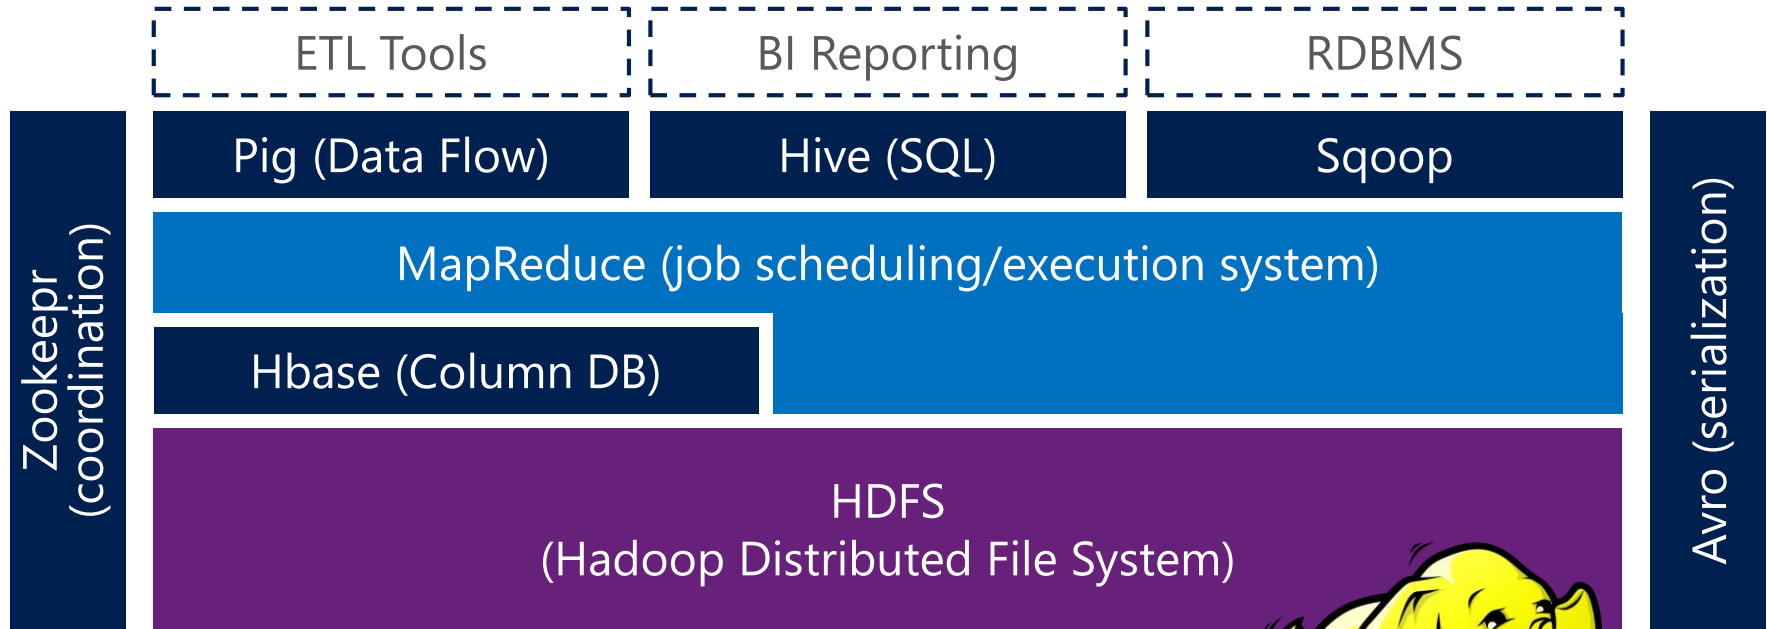 ETL Tools
BI Reporting
RDBMS
Pig (Data Flow)
Hive (SQL)
Sqoop
MapReduce (job scheduling/execution system)
Hbase (Column DB)
HDFS
(Hadoop Distributed File System)
Zookeepr
(coordination)
Avro (serialization)